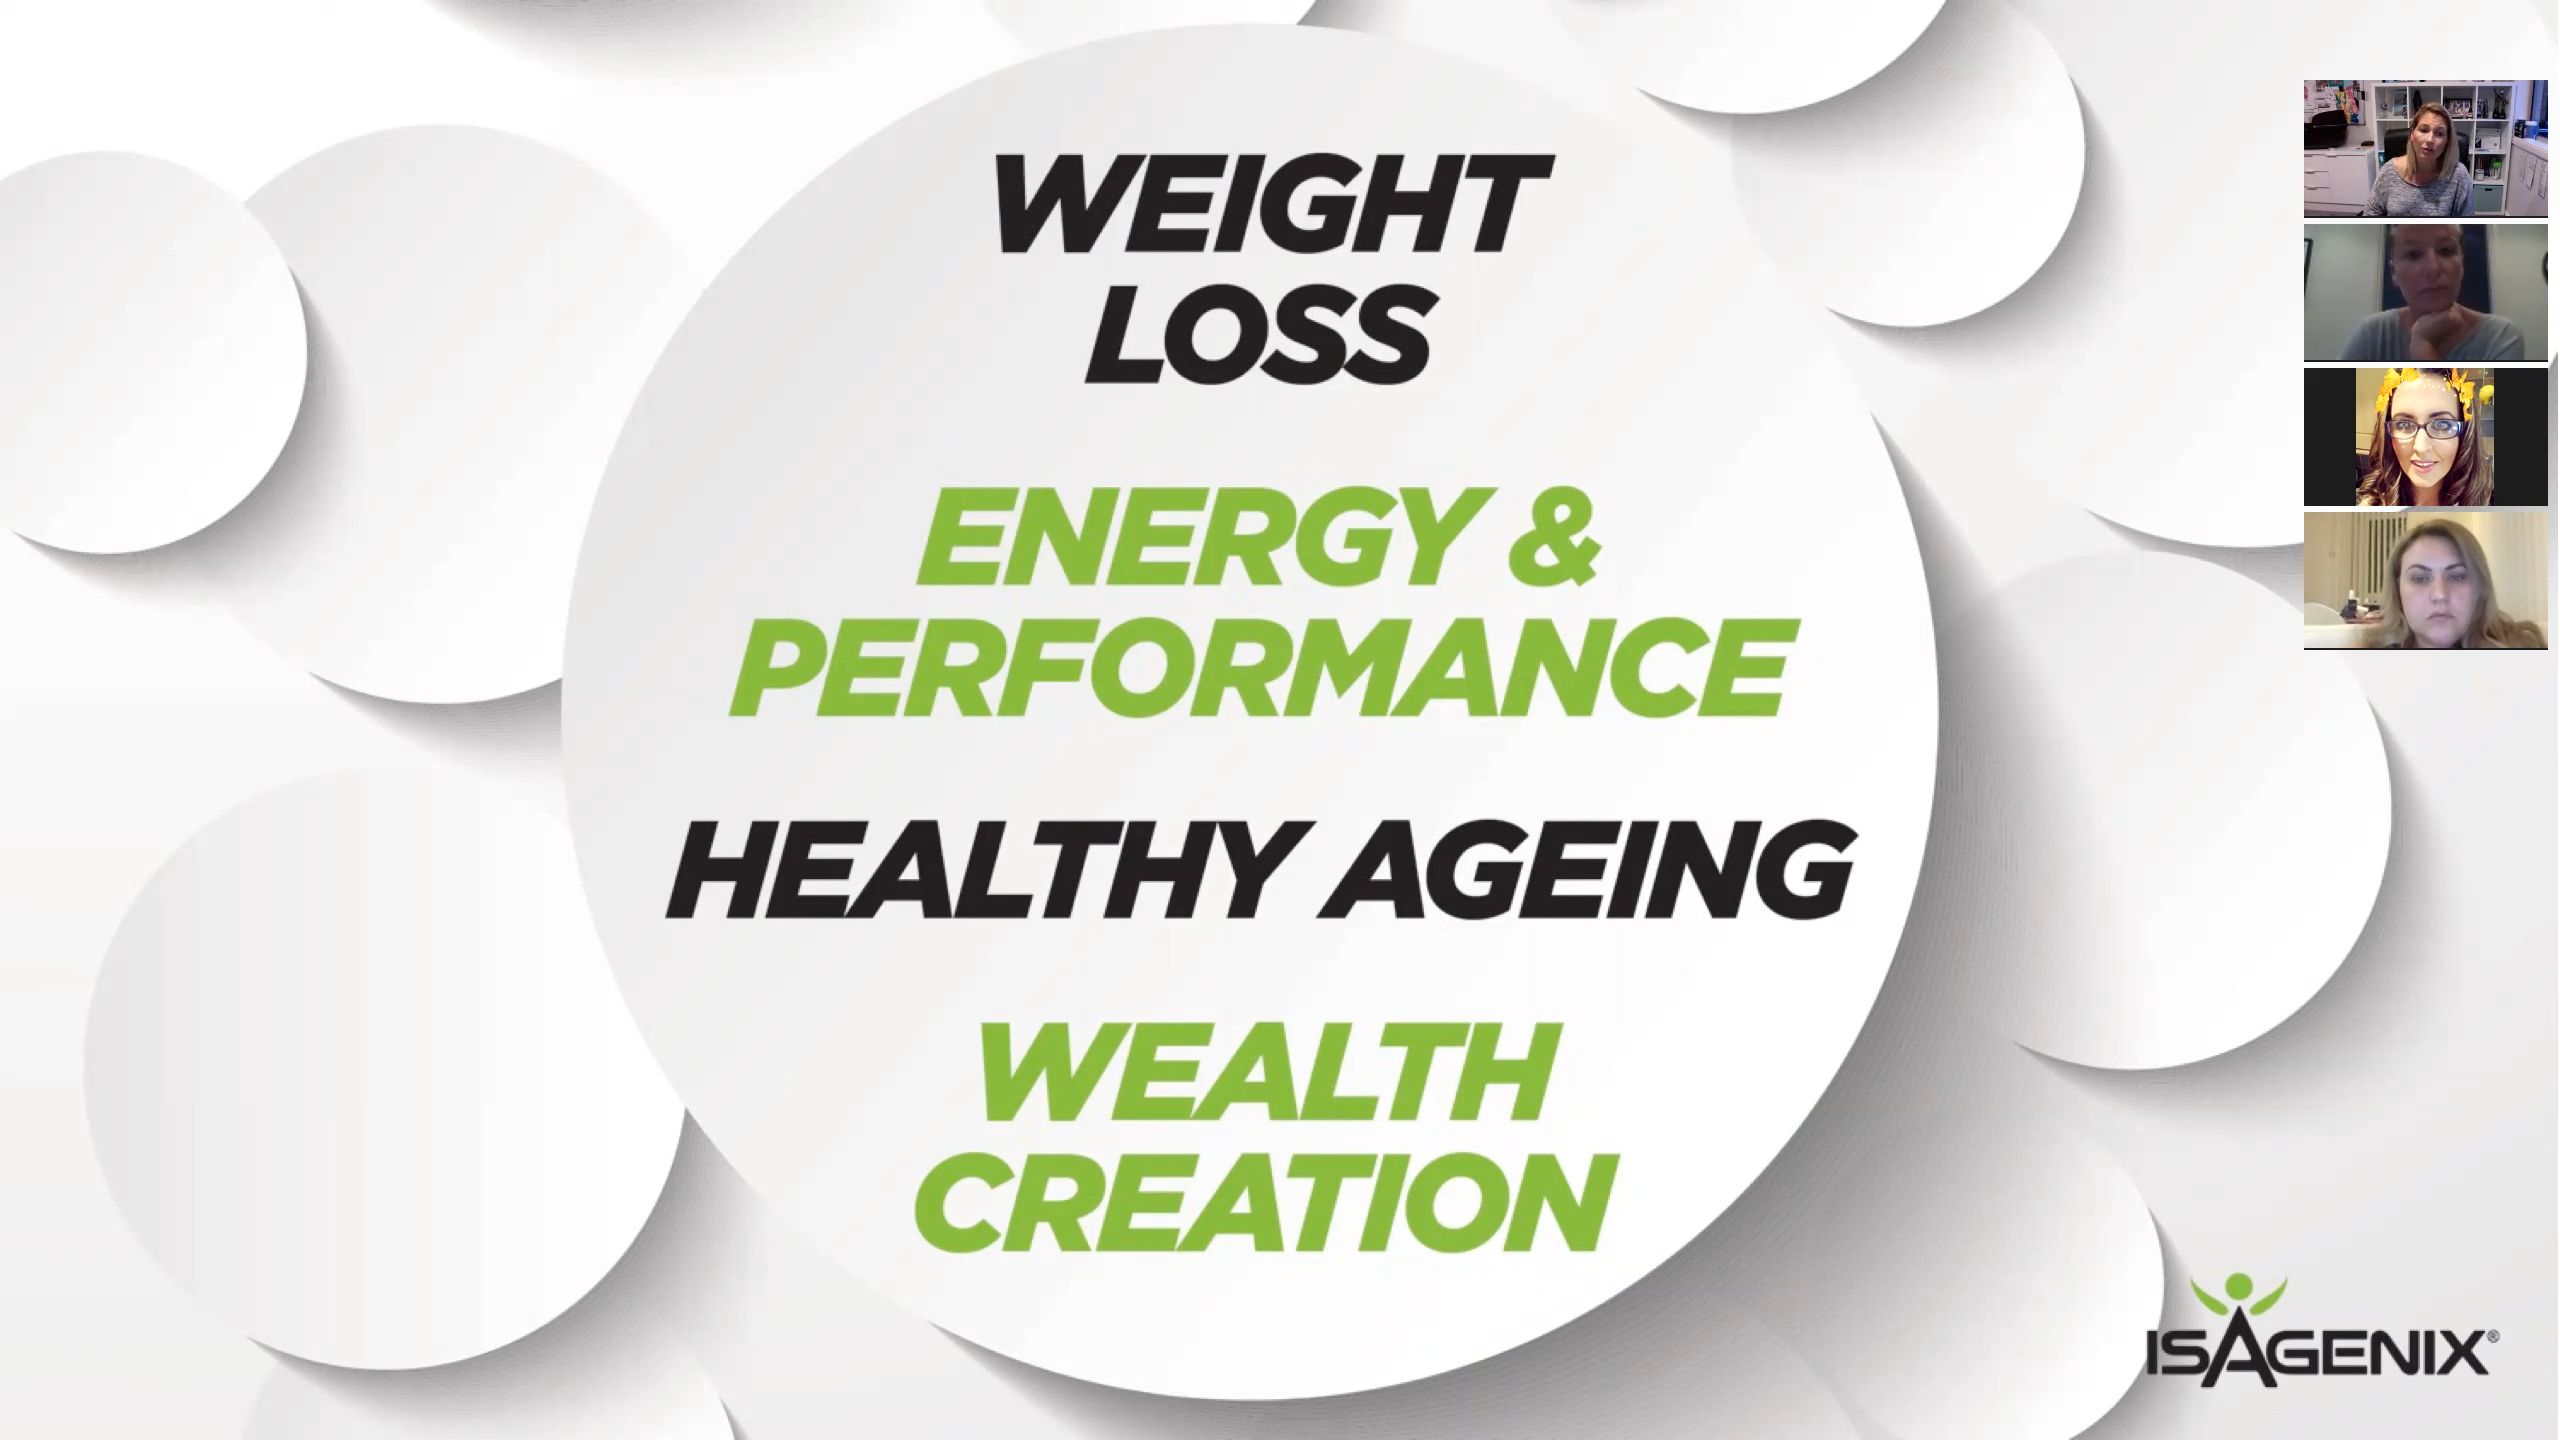 WEIGHT
LOSS
ENERGY &
PERFORMANCE
HEALTHY AGEING
WEALTH
CREATION
ISAGENIX®